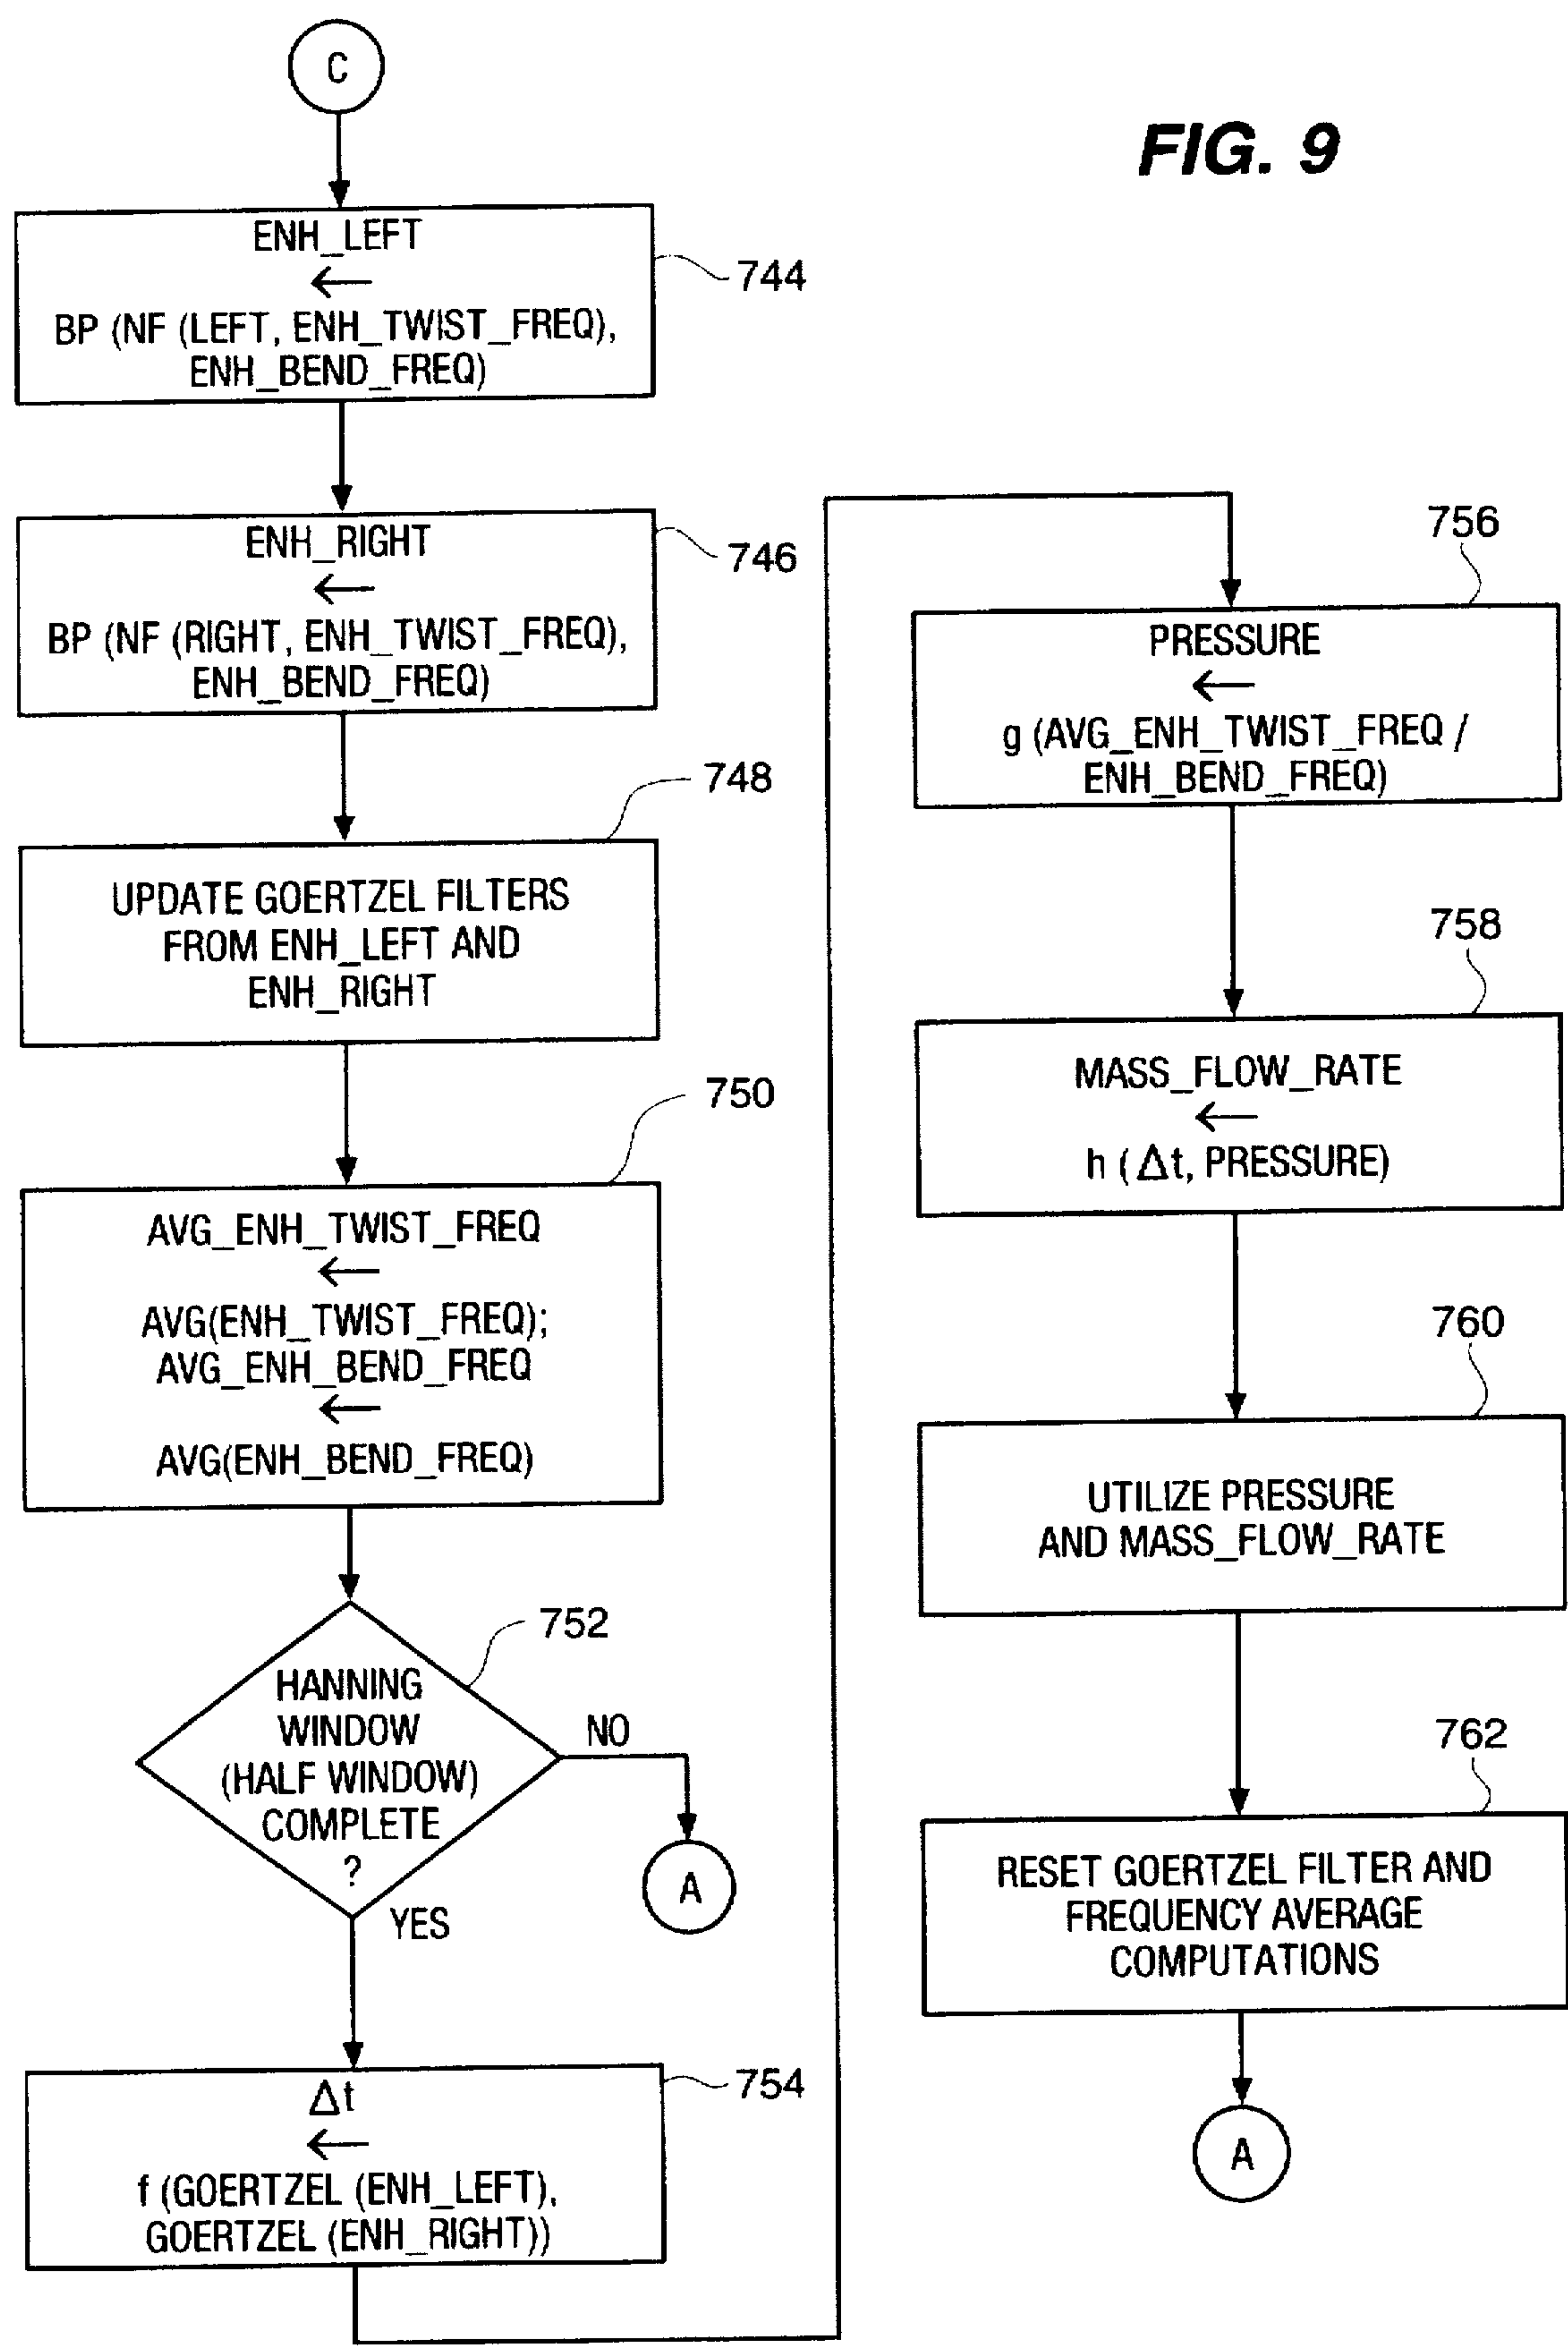 C
FIG. 9
ENH_LEFT
←
BP (NF (LEFT, ENH_TWIST_FREQ),
ENH_BEND_FREQ)
744
ENH_RIGHT
←
BP (NF (RIGHT, ENH_TWIST_FREQ),
ENH_BEND_FREQ)
746
748
UPDATE GOERTZEL FILTERS
FROM ENH_LEFT AND
ENH_RIGHT
750
AVG_ENH_TWIST_FREQ
←
AVG(ENH_TWIST_FREQ);
AVG_ENH_BEND_FREQ
←
AVG(ENH_BEND_FREQ)
752
HANNING
WINDOW
(HALF WINDOW)
COMPLETE
?
NO
A
YES
754
Δt
←
f (GOERTZEL (ENH_LEFT),
GOERTZEL (ENH_RIGHT))
756
PRESSURE
←
g (AVG_ENH_TWIST_FREQ /
ENH_BEND_FREQ)
758
MASS_FLOW_RATE
←
h (Δt, PRESSURE)
760
UTILIZE PRESSURE
AND MASS_FLOW_RATE
762
RESET GOERTZEL FILTER AND
FREQUENCY AVERAGE
COMPUTATIONS
A